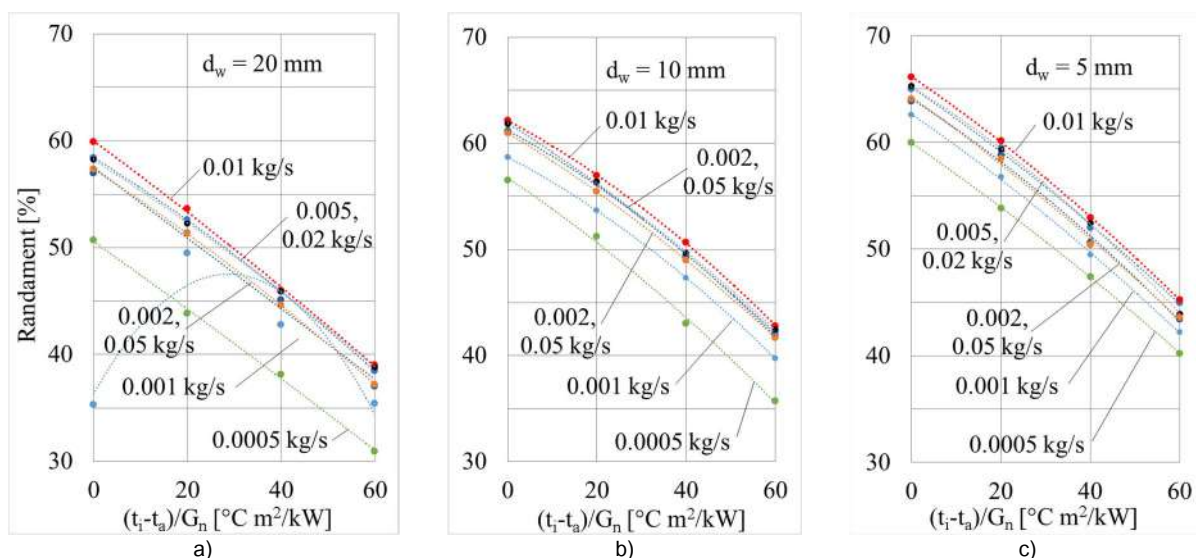 Randament [%]
70
60
50
40
30
d_w = 20 mm
0.01 kg/s
0.005,
0.02 kg/s
0.002,
0.05 kg/s
0.001 kg/s
0.0005 kg/s
0 20 40 60
(t_i-t_a)/G_n [°C m²/kW]
a)
70
60
50
40
30
d_w = 10 mm
0.01 kg/s
0.002,
0.05 kg/s
0.002,
0.05 kg/s
0.001 kg/s
0.0005 kg/s
0 20 40 60
(t_i-t_a)/G_n [°C m²/kW]
b)
70
60
50
40
30
d_w = 5 mm
0.01 kg/s
0.005,
0.02 kg/s
0.002,
0.05 kg/s
0.001 kg/s
0.0005 kg/s
0 20 40 60
(t_i-t_a)/G_n [°C m²/kW]
c)